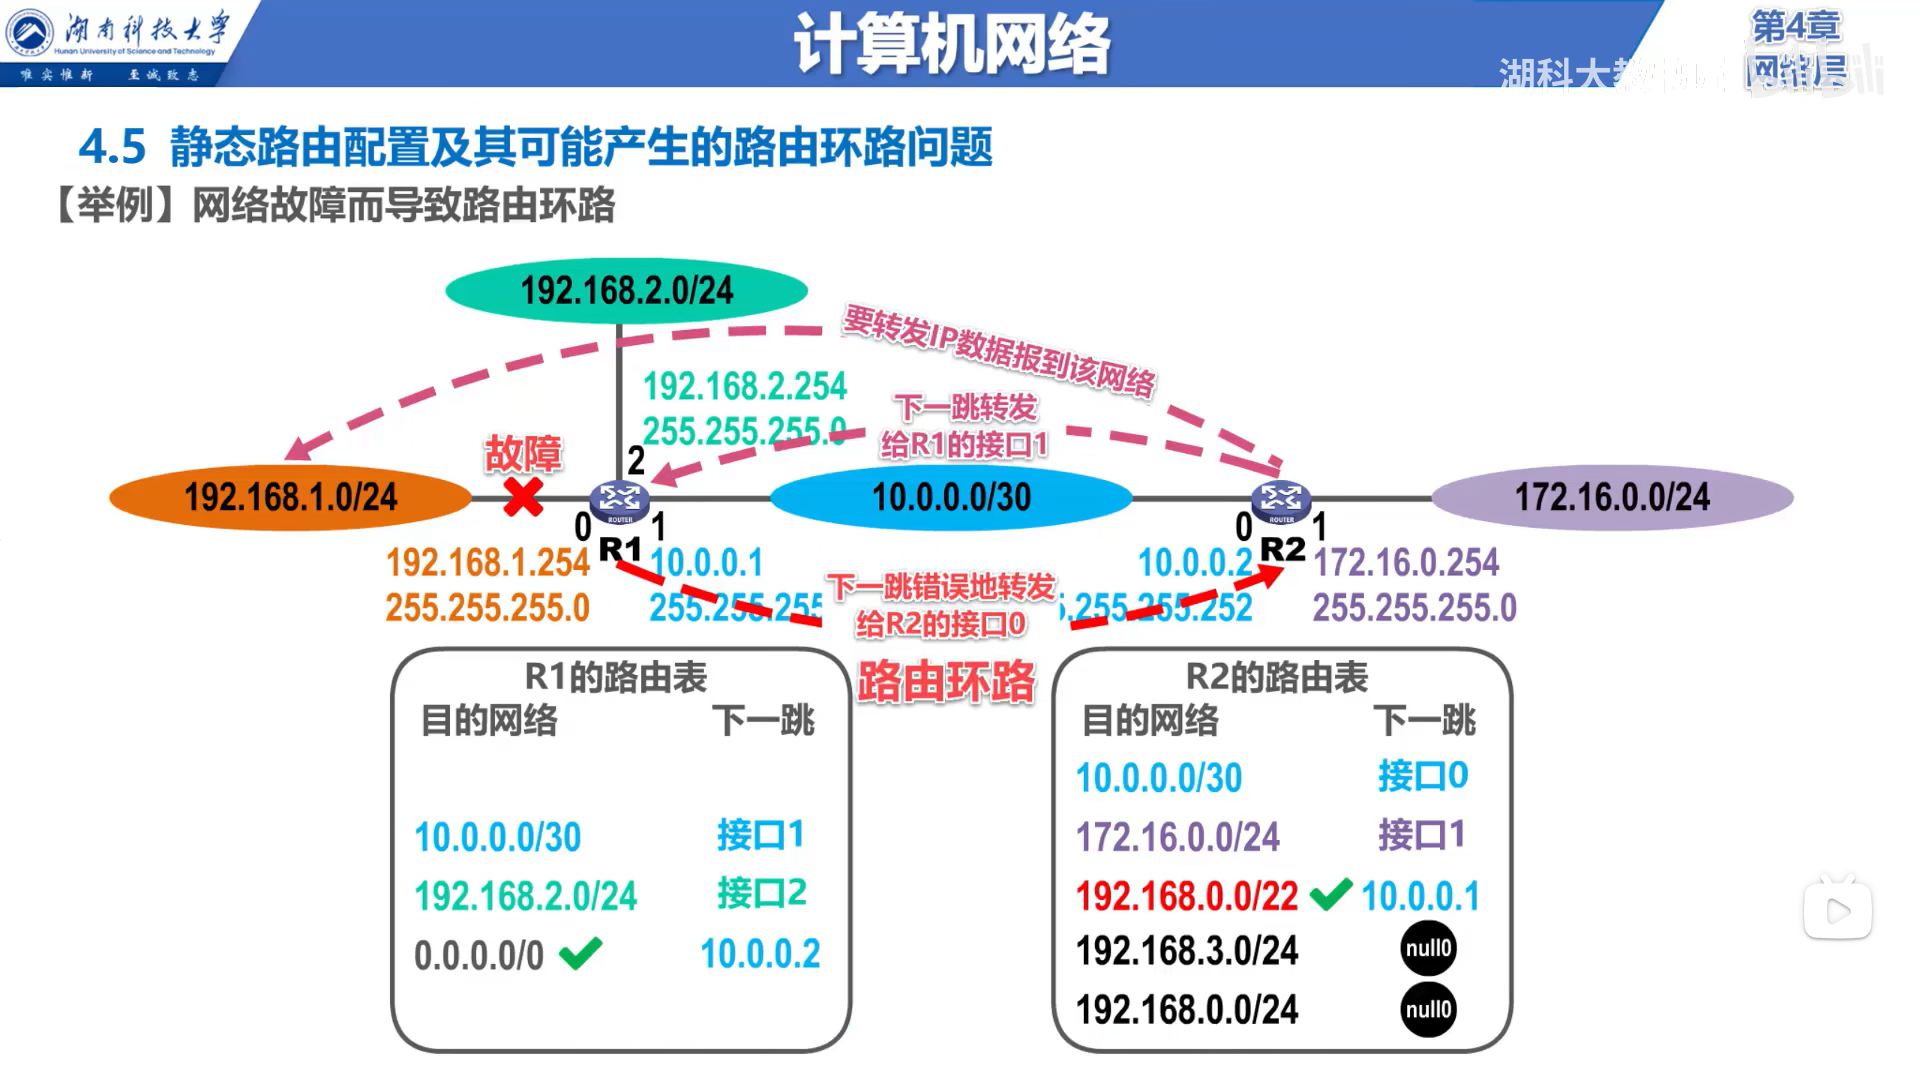 湖南科技大学
Hunan University of Science and Technology
唯实惟新 至诚致志
计算机网络
第4章
网络层
湖科大教
4.5 静态路由配置及其可能产生的路由环路问题
【举例】网络故障而导致路由环路
192.168.2.0/24
要转发IP数据报到该网络
192.168.2.254
255.255.255.0
下一跳转发
给R1的接口1
故障
2
192.168.1.0/24
10.0.0.0/30
172.16.0.0/24
ROUTER
ROUTER
0
1
0
1
R1
R2
192.168.1.254
255.255.255.0
10.0.0.1
255.255.255
下一跳错误地转发
给R2的接口0
10.0.0.2
.255.255.252
172.16.0.254
255.255.255.0
路由环路
R1的路由表
目的网络 下一跳
10.0.0.0/30 接口1
192.168.2.0/24 接口2
0.0.0.0/0 10.0.0.2
R2的路由表
目的网络 下一跳
10.0.0.0/30 接口0
172.16.0.0/24 接口1
192.168.0.0/22 10.0.0.1
192.168.3.0/24 null0
192.168.0.0/24 null0